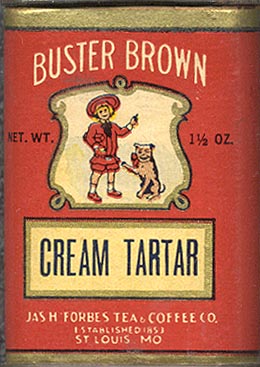 BUSTER BROWN
NET. WT. 1½ OZ.
CREAM TARTAR
JAS H FORBES TEA & COFFEE CO.
ESTABLISHED 1853
ST LOUIS MO